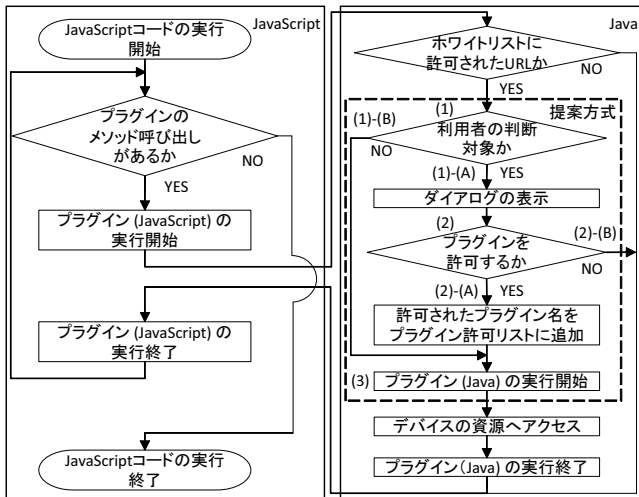 JavaScript
JavaScriptコードの実行
開始
プラグインの
メソッド呼び出し
があるか
NO
YES
プラグイン (JavaScript) の
実行開始
プラグイン (JavaScript) の
実行終了
JavaScriptコードの実行
終了
Java
ホワイトリストに
許可されたURLか
NO
YES
提案方式
(1)-(B)
(1)
利用者の判断
対象か
NO
(1)-(A)
YES
ダイアログの表示
(2)
(2)-(B)
プラグインを
許可するか
NO
(2)-(A)
YES
許可されたプラグイン名を
プラグイン許可リストに追加
(3)
プラグイン (Java) の実行開始
デバイスの資源へアクセス
プラグイン(Java) の実行終了